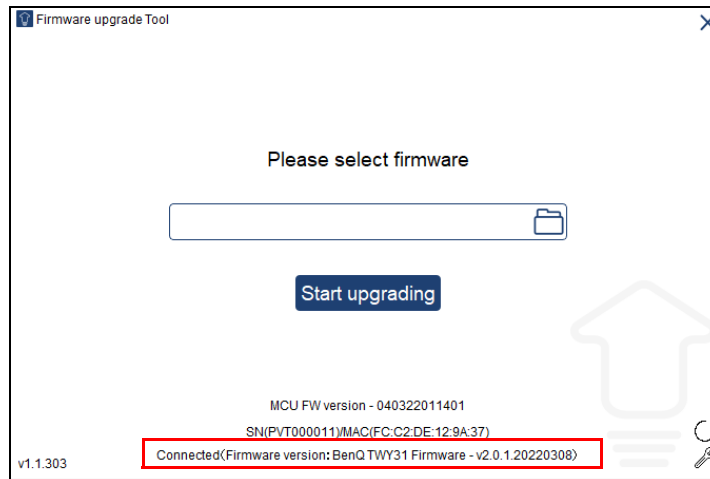 Firmware upgrade Tool
Please select firmware
Start upgrading
MCU FW version - 040322011401
SN(PVT000011)/MAC(FC:C2:DE:12:9A:37)
Connected(Firmware version: BenQ TWY31 Firmware - v2.0.1.20220308)
v1.1.303